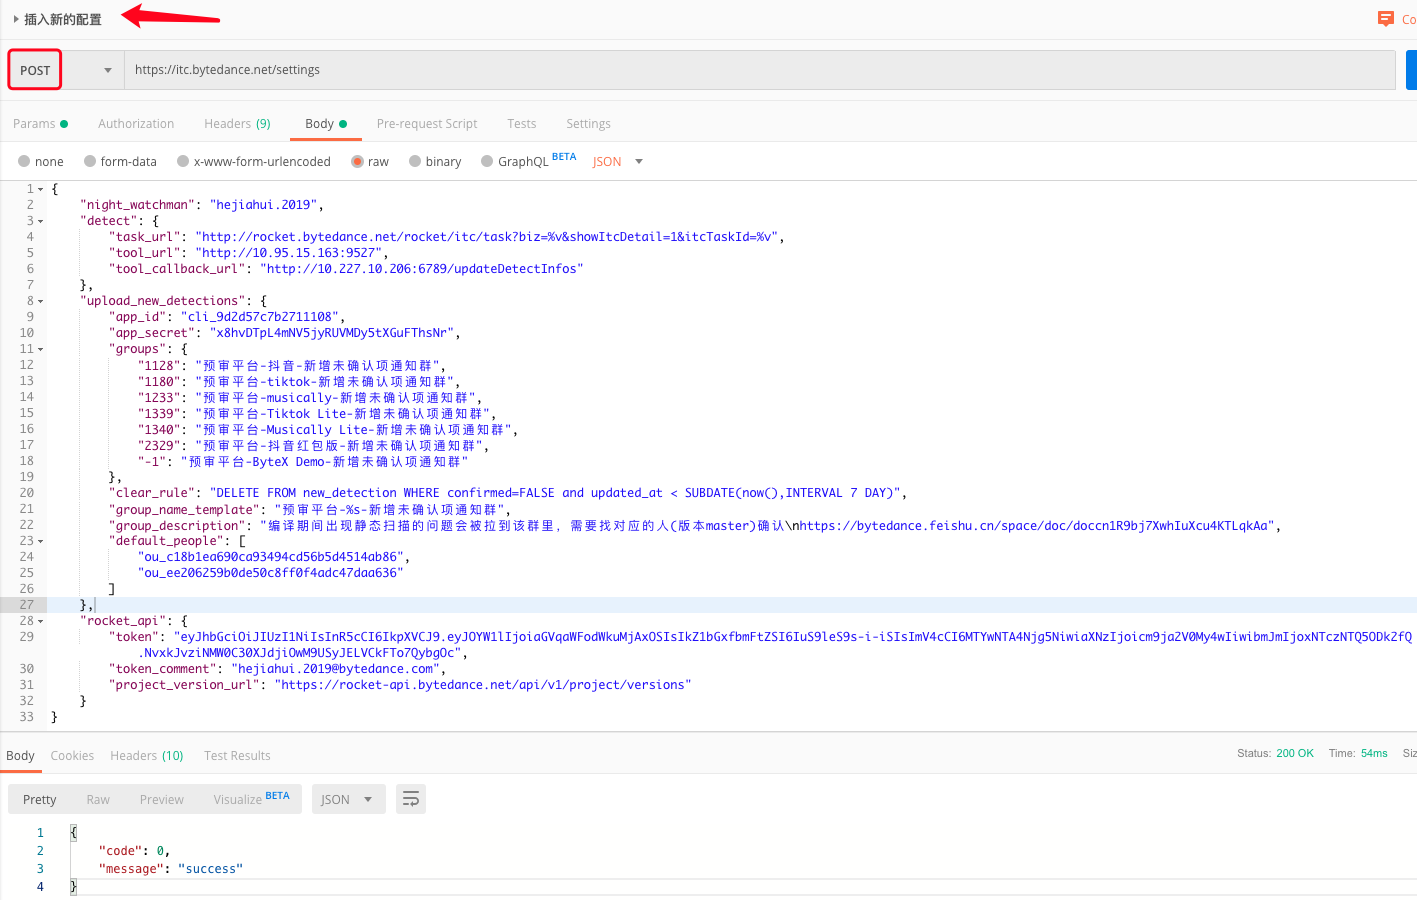 插入新的配置
Co
POST
https://itc.bytedance.net/settings
Params Authorization Headers (9) Body Pre-request Script Tests Settings
none form-data x-www-form-urlencoded raw binary GraphQL BETA JSON
1 {
2 "night_watchman": "hejiahui.2019",
3 "detect": {
4 "task_url": "http://rocket.bytedance.net/rocket/itc/task?biz=%v&showItcDetail=1&itcTaskId=%v",
5 "tool_url": "http://10.95.15.163:9527",
6 "tool_callback_url": "http://10.227.10.206:6789/updateDetectInfos"
7 },
8 "upload_new_detections": {
9 "app_id": "cli_9d2d57c7b2711108",
10 "app_secret": "x8hvDTpL4mNV5jyRUVMDy5tXGuFThsNr",
11 "groups": {
12 "1128": "预审平台-抖音-新增未确认项通知群",
13 "1180": "预审平台-tiktok-新增未确认项通知群",
14 "1233": "预审平台-musically-新增未确认项通知群",
15 "1339": "预审平台-Tiktok Lite-新增未确认项通知群",
16 "1340": "预审平台-Musically Lite-新增未确认项通知群",
17 "2329": "预审平台-抖音红包版-新增未确认项通知群",
18 "-1": "预审平台-ByteX Demo-新增未确认项通知群"
19 },
20 "clear_rule": "DELETE FROM new_detection WHERE confirmed=FALSE and updated_at < SUBDATE(now(),INTERVAL 7 DAY)",
21 "group_name_template": "预审平台-%s-新增未确认项通知群",
22 "group_description": "编译期间出现静态扫描的问题会被拉到该群里, 需要找对应的人(版本master)确认\nhttps://bytedance.feishu.cn/space/doc/doccn1R9bj7XwhIuXcu4KTLqkAa",
23 "default_people": [
24 "ou_c18b1ea690ca93494cd56b5d4514ab86",
25 "ou_ee206259b0de50c8ff0f4adc47daa636"
26 ]
27 },
28 "rocket_api": {
29 "token": "eyJhbGciOiJIUzI1NiIsInR5cCI6IkpXVCJ9.eyJOYW1lIjoiaGVqaWFodWkuMjAxOSIsIkZ1bGxfbmFtZSI6IuS9leS9s-i-iSIsImV4cCI6MTYwNTA4Njg5NiwiaXNzIjoicm9ja2V0My4wIiwibmJmIjoxNTczNTQ5ODk2fQ
.NvxkJvziNMW0C30XJdjiOwM9USyJELVCkFTo7QybgOc",
30 "token_comment": "hejiahui.2019@bytedance.com",
31 "project_version_url": "https://rocket-api.bytedance.net/api/v1/project/versions"
32 }
33 }
Body Cookies Headers (10) Test Results Status: 200 OK Time: 54ms Siz
Pretty Raw Preview Visualize BETA JSON
1 {
2 "code": 0,
3 "message": "success"
4 }